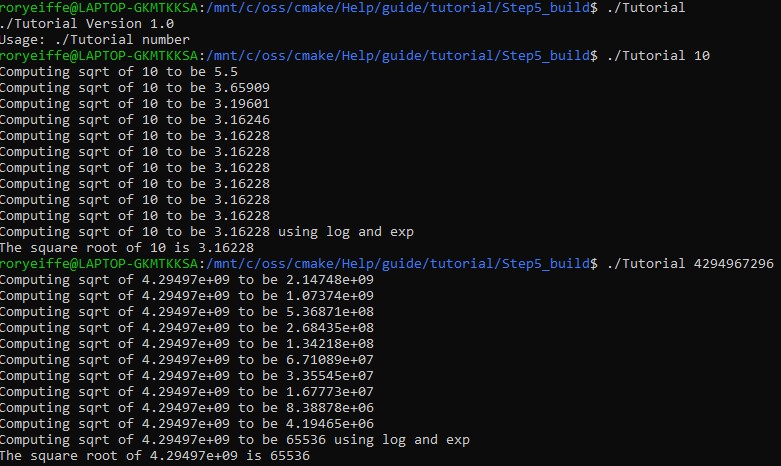 roryeiffe@LAPTOP-GKMTKKSA:/mnt/c/oss/cmake/Help/guide/tutorial/Step5_build$ ./Tutorial
./Tutorial Version 1.0
Usage: ./Tutorial number
roryeiffe@LAPTOP-GKMTKKSA:/mnt/c/oss/cmake/Help/guide/tutorial/Step5_build$ ./Tutorial 10
Computing sqrt of 10 to be 5.5
Computing sqrt of 10 to be 3.65909
Computing sqrt of 10 to be 3.19601
Computing sqrt of 10 to be 3.16246
Computing sqrt of 10 to be 3.16228
Computing sqrt of 10 to be 3.16228
Computing sqrt of 10 to be 3.16228
Computing sqrt of 10 to be 3.16228
Computing sqrt of 10 to be 3.16228
Computing sqrt of 10 to be 3.16228
Computing sqrt of 10 to be 3.16228 using log and exp
The square root of 10 is 3.16228
roryeiffe@LAPTOP-GKMTKKSA:/mnt/c/oss/cmake/Help/guide/tutorial/Step5_build$ ./Tutorial 4294967296
Computing sqrt of 4.29497e+09 to be 2.14748e+09
Computing sqrt of 4.29497e+09 to be 1.07374e+09
Computing sqrt of 4.29497e+09 to be 5.36871e+08
Computing sqrt of 4.29497e+09 to be 2.68435e+08
Computing sqrt of 4.29497e+09 to be 1.34218e+08
Computing sqrt of 4.29497e+09 to be 6.71089e+07
Computing sqrt of 4.29497e+09 to be 3.35545e+07
Computing sqrt of 4.29497e+09 to be 1.67773e+07
Computing sqrt of 4.29497e+09 to be 8.38878e+06
Computing sqrt of 4.29497e+09 to be 4.19465e+06
Computing sqrt of 4.29497e+09 to be 65536 using log and exp
The square root of 4.29497e+09 is 65536